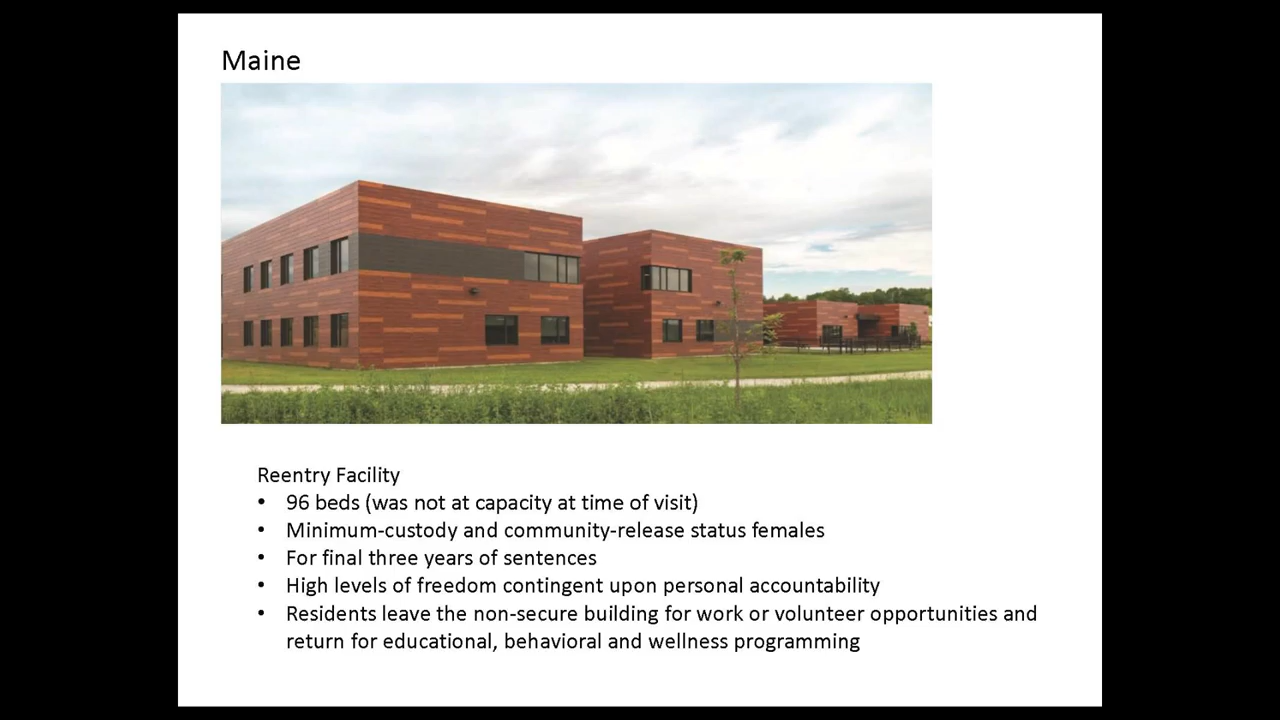 Maine
Reentry Facility
• 96 beds (was not at capacity at time of visit)
• Minimum-custody and community-release status females
• For final three years of sentences
• High levels of freedom contingent upon personal accountability
• Residents leave the non-secure building for work or volunteer opportunities and
return for educational, behavioral and wellness programming